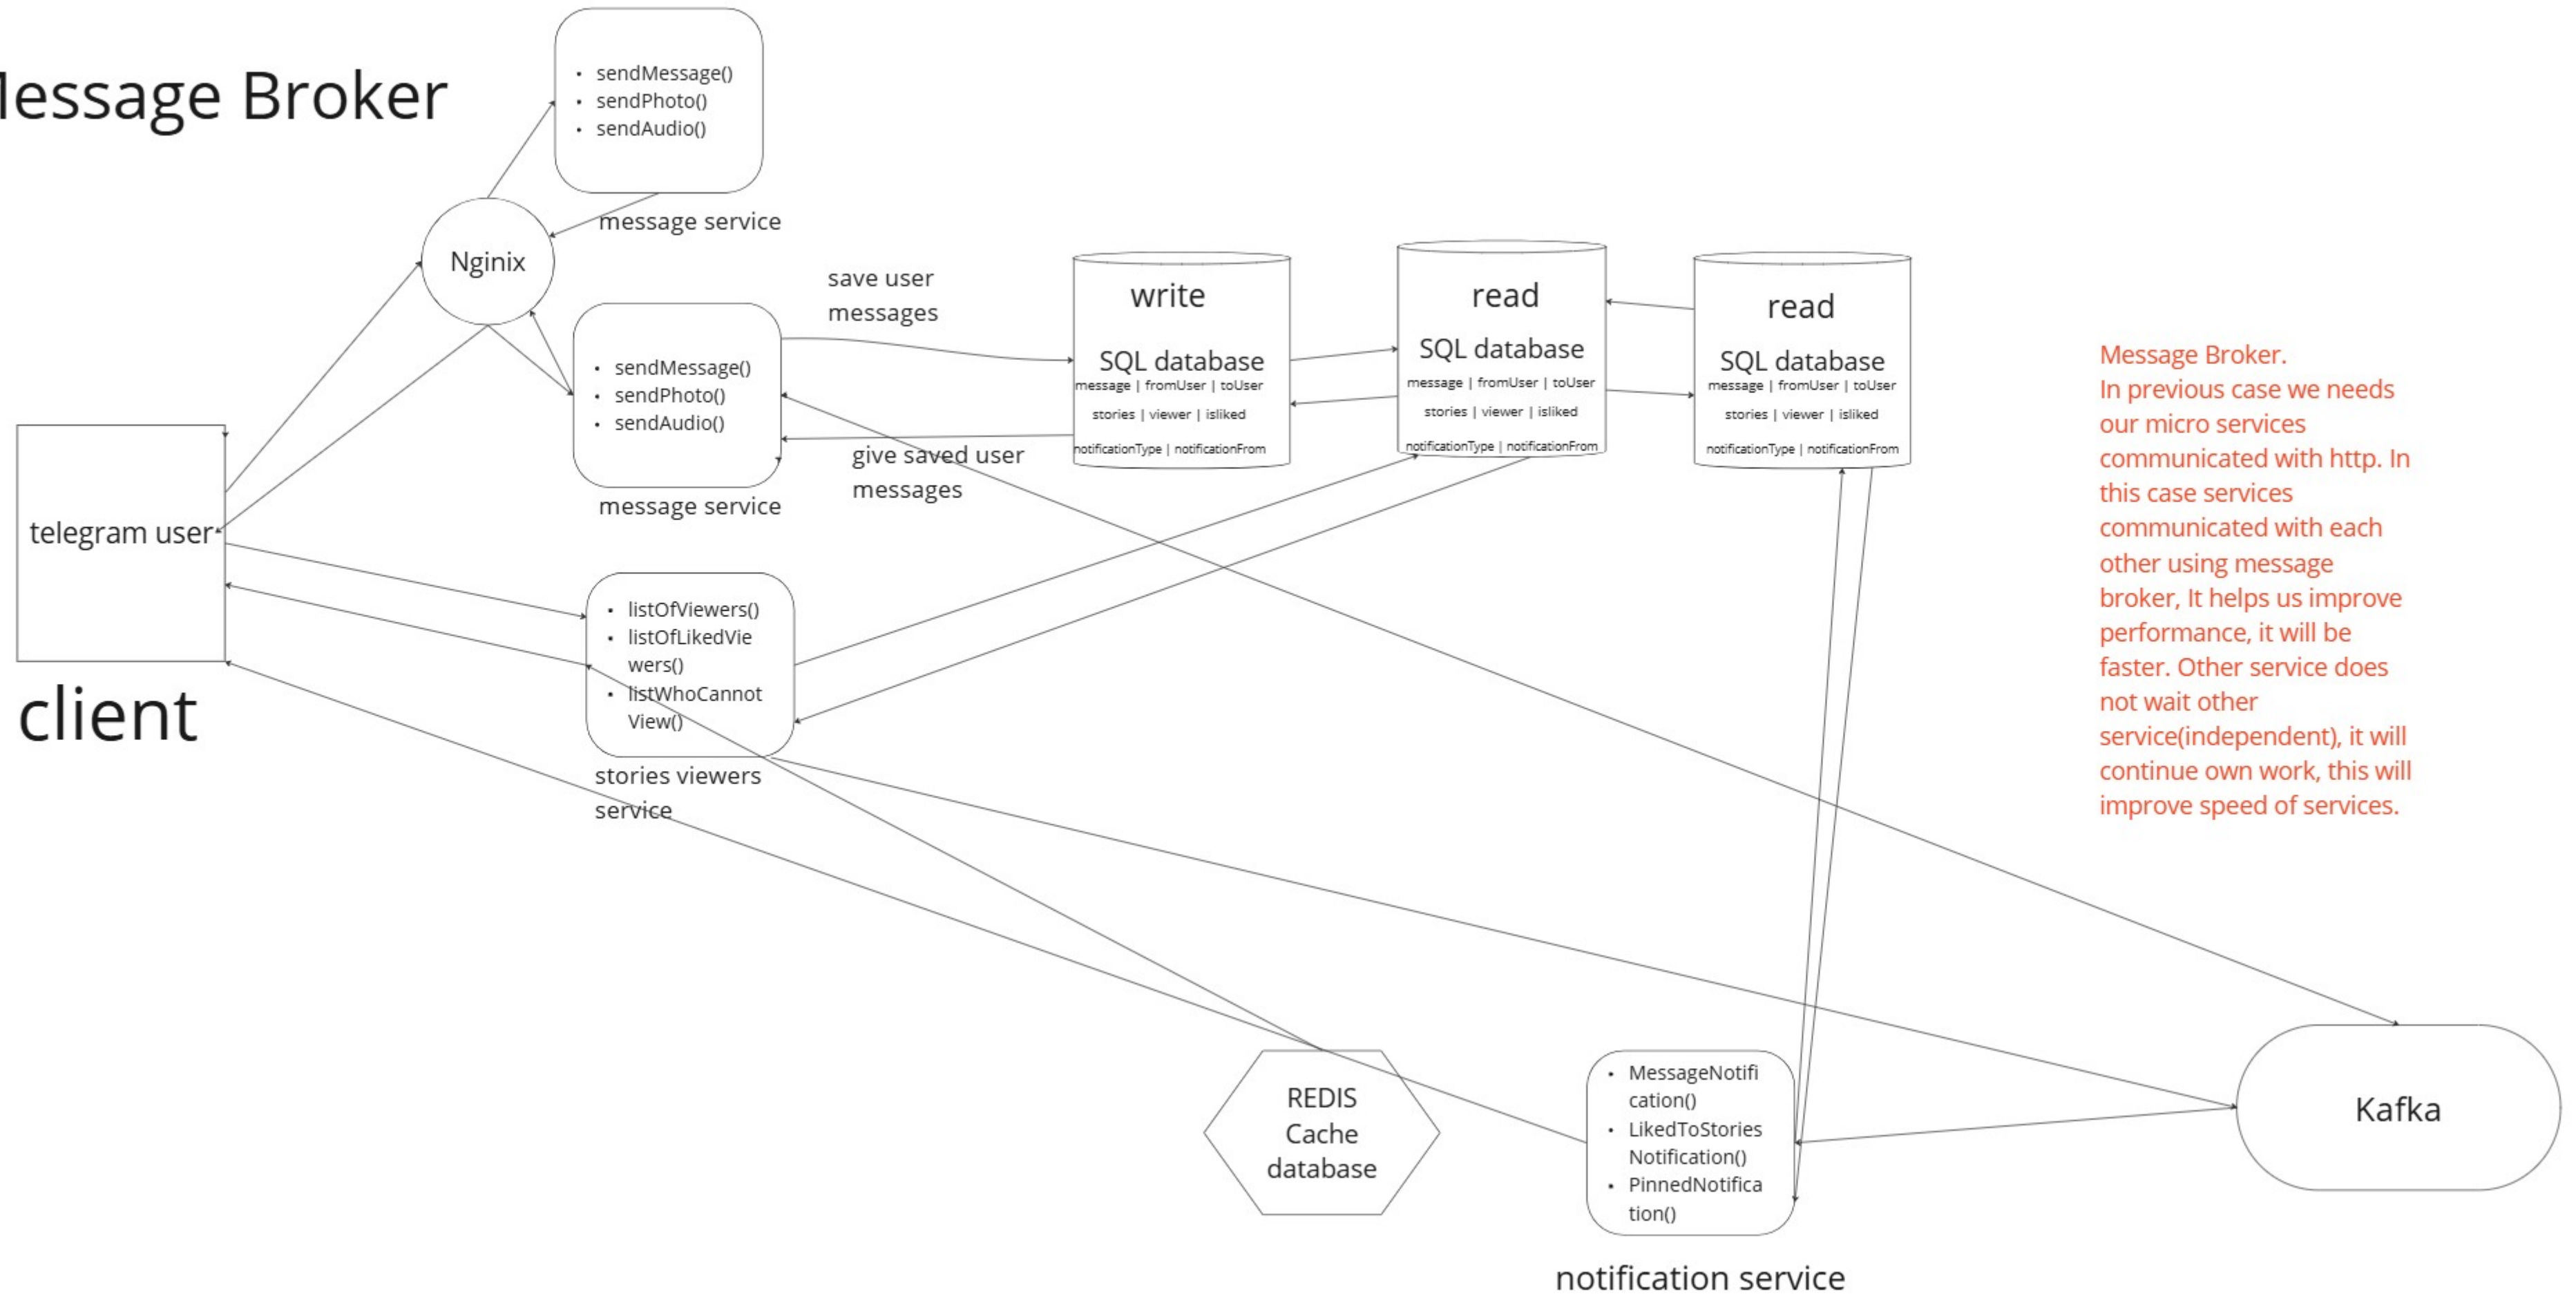 essage Broker
• sendMessage()
• sendPhoto()
• sendAudio()
message service
Nginix
• sendMessage()
• sendPhoto()
• sendAudio()
message service
save user
messages
give saved user
messages
write
SQL database
message | fromUser | toUser
stories | viewer | isliked
notificationType | notificationFrom
read
SQL database
message | fromUser | toUser
stories | viewer | isliked
notificationType | notificationFrom
read
SQL database
message | fromUser | toUser
stories | viewer | isliked
notificationType | notificationFrom
Message Broker.
In previous case we needs
our micro services
communicated with http. In
this case services
communicated with each
other using message
broker, It helps us improve
performance, it will be
faster. Other service does
not wait other
service(independent), it will
continue own work, this will
improve speed of services.
telegram user
client
• listOfViewers()
• listOfLikedVie
wers()
• listWhoCannot
View()
stories viewers
service
REDIS
Cache
database
• MessageNotifi
cation()
• LikedToStories
Notification()
• PinnedNotifica
tion()
notification service
Kafka